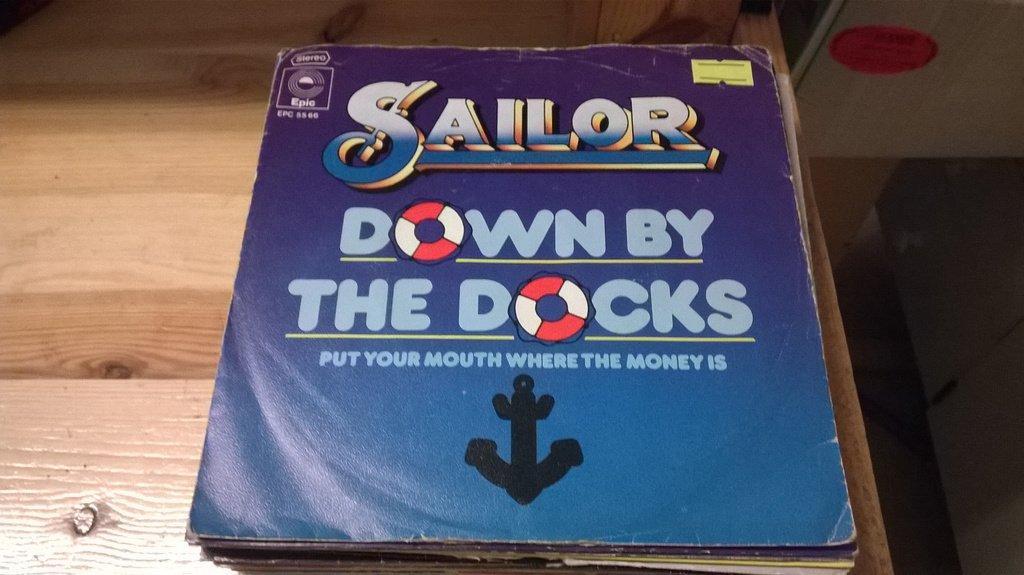 Stereo
Epic
EPC 5566
SAILOR
DOWN BY
THE DOCKS
PUT YOUR MOUTH WHERE THE MONEY IS